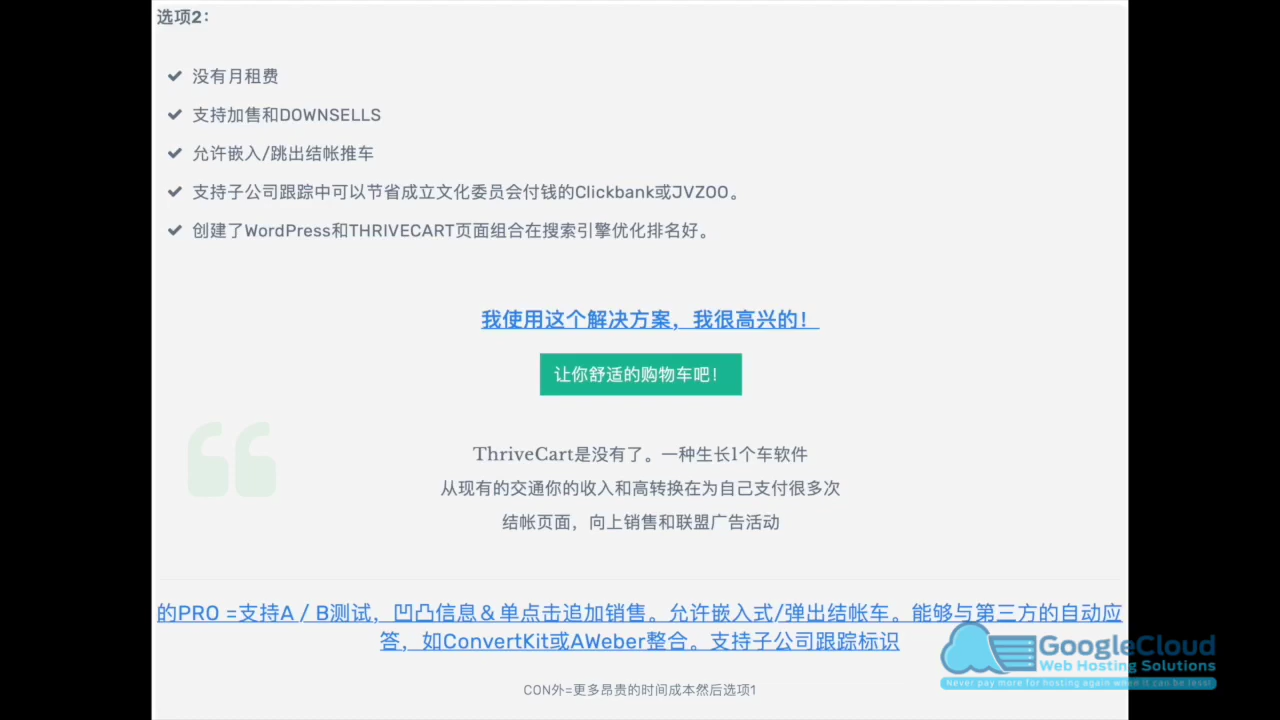 选项2：
没有月租费
支持加售和DOWNSELLS
允许嵌入/跳出结帐推车
支持子公司跟踪中可以节省成立文化委员会付钱的Clickbank或JVZOO。
创建了WordPress和THRIVECART页面组合在搜索引擎优化排名好。
我使用这个解决方案，我很高兴的！
让你舒适的购物车吧！
ThriveCart是没有了。一种生长1个车软件
从现有的交通你的收入和高转换在为自己支付很多次
结帐页面，向上销售和联盟广告活动
的PRO =支持A / B测试，凹凸信息＆单点击追加销售。允许嵌入式/弹出结帐车。能够与第三方的自动应
答，如ConvertKit或AWeber整合。支持子公司跟踪标识
GoogleCloud
Web Hosting Solutions
Never pay more for hosting again when it can be less!
CON外=更多昂贵的时间成本然后选项1